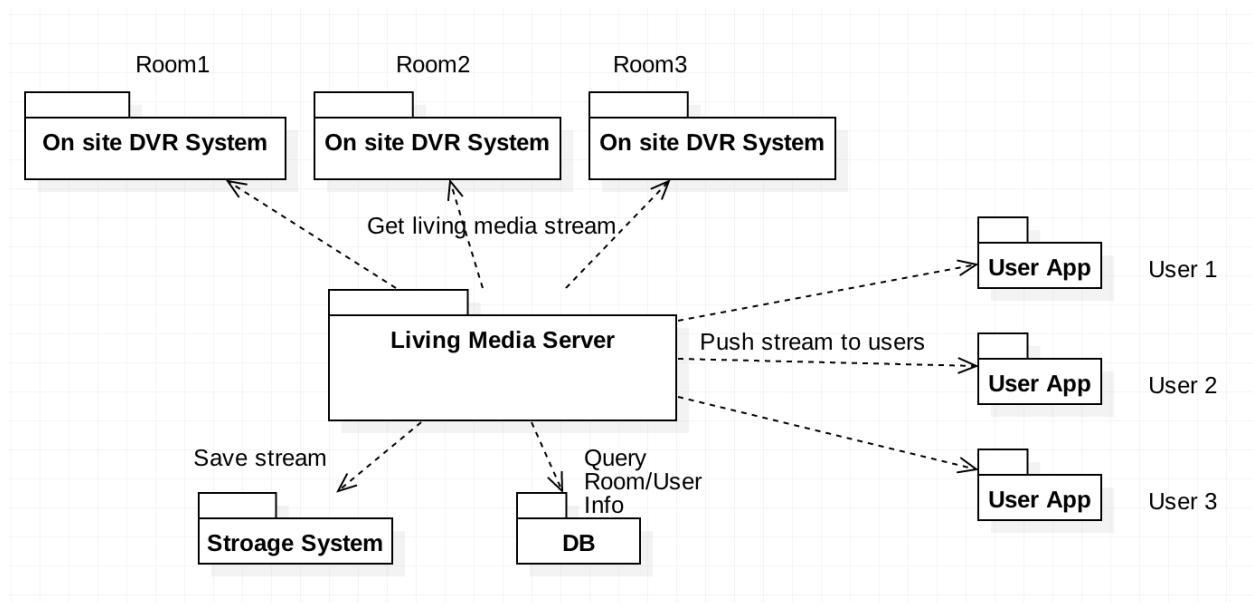 Room1
Room2
Room3
On site DVR System
On site DVR System
On site DVR System
Get living media stream
User App
User 1
Living Media Server
Push stream to users
User App
User 2
Save stream
Query
Room/User
Info
User App
User 3
Stroage System
DB